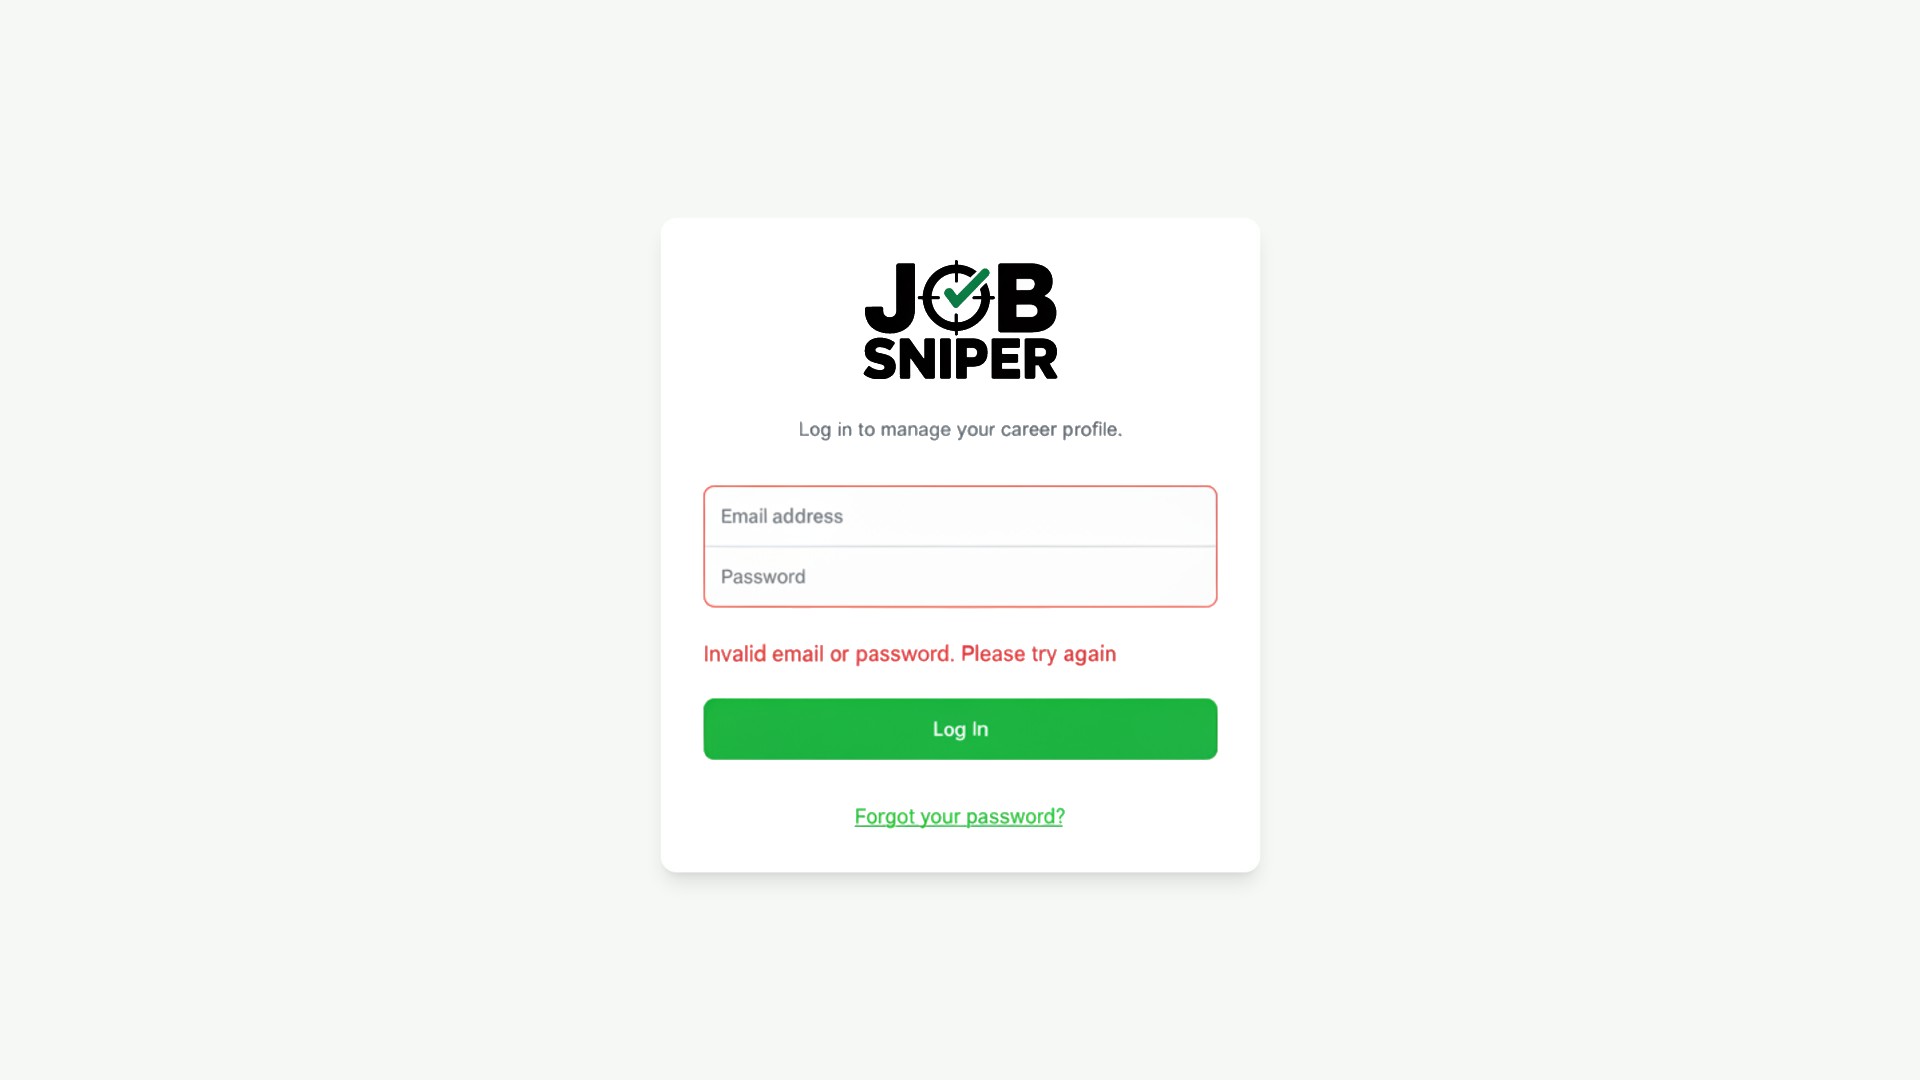 JOB
SNIPER
Log in to manage your career profile.
Email address
Password
Invalid email or password. Please try again
Log In
Forgot your password?